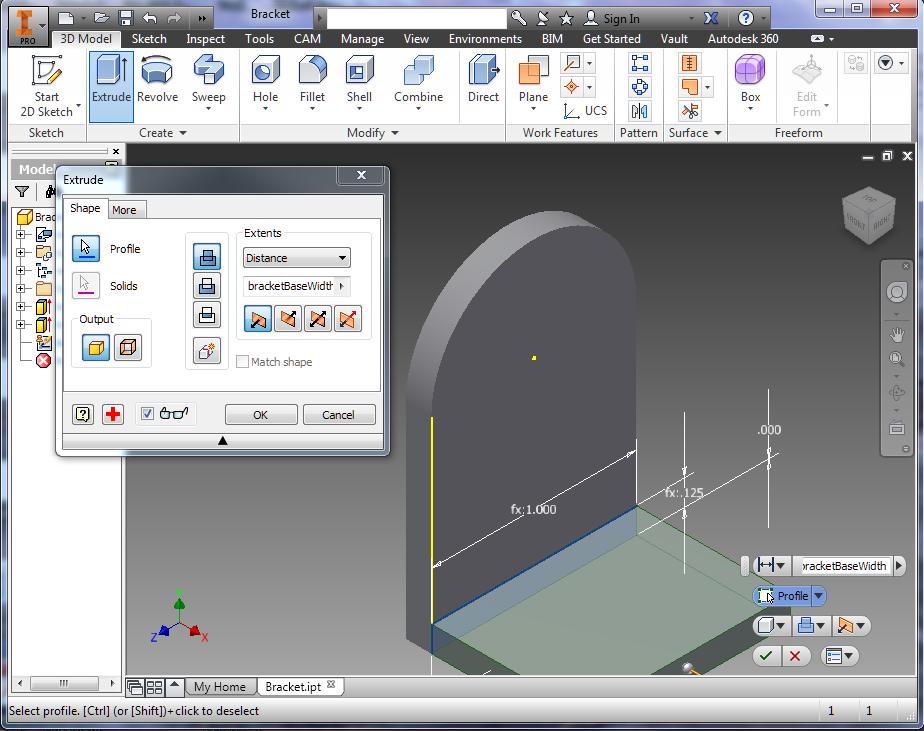 Bracket
Sign In
PRO
3D Model Sketch Inspect Tools CAM Manage View Environments BIM Get Started Vault Autodesk 360
Start
2D Sketch
Extrude Revolve Sweep
Hole Fillet Shell Combine
Direct
Plane
UCS
Box
Edit
Form
Sketch Create Modify Work Features Pattern Surface Freeform
Model
Extrude
Shape More
Profile
Solids
Output
Extents
Distance
bracketBaseWidth
Match shape
OK Cancel
TOP
FRONT RIGHT
.000
fx:.125
fx:1.000
racketBaseWidth
Profile
Y
Z X
My Home Bracket.ipt
Select profile. [Ctrl] (or [Shift])+click to deselect 1 1